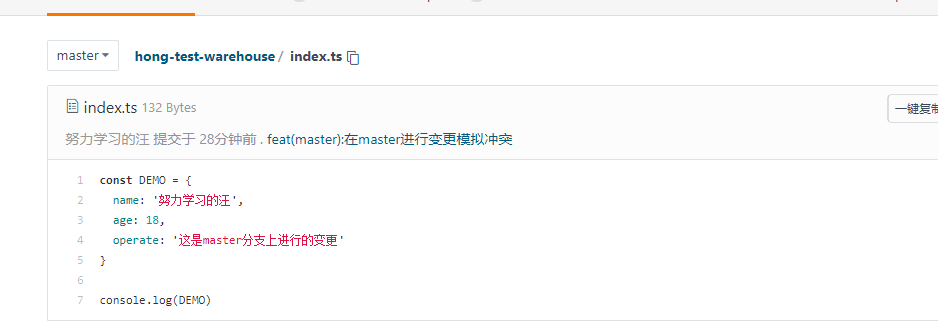 master
hong-test-warehouse / index.ts
index.ts 132 Bytes
一键复制
努力学习的汪 提交于 28分钟前 . feat(master):在master进行变更模拟冲突
1 const DEMO = {
2 name: '努力学习的汪',
3 age: 18,
4 operate: '这是master分支上进行的变更'
5 }
6
7 console.log(DEMO)